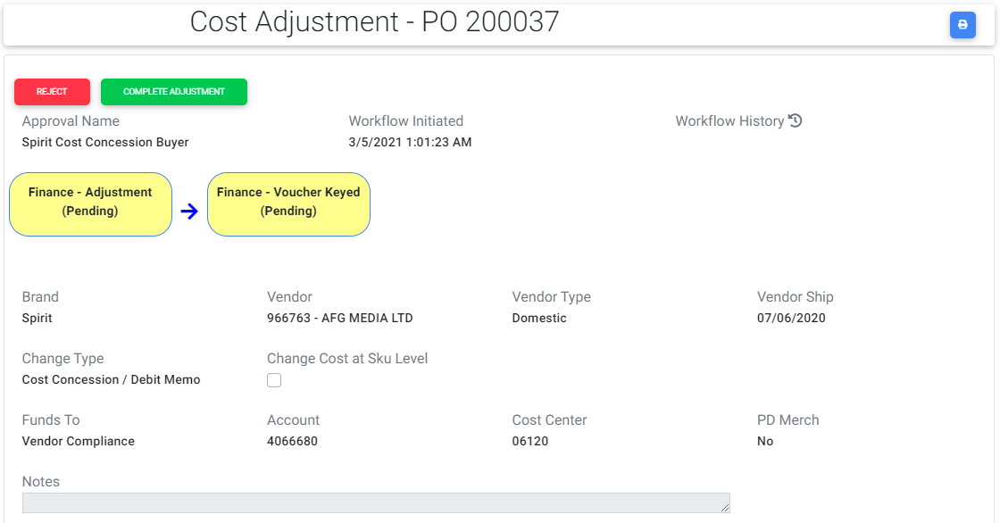 Cost Adjustment - PO 200037
REJECT
COMPLETE ADJUSTMENT
Approval Name
Workflow Initiated
Workflow History
Spirit Cost Concession Buyer
3/5/2021 1:01:23 AM
Finance - Adjustment
(Pending)
Finance - Voucher Keyed
(Pending)
Brand
Vendor
Vendor Type
Vendor Ship
Spirit
966763 - AFG MEDIA LTD
Domestic
07/06/2020
Change Type
Change Cost at Sku Level
Cost Concession / Debit Memo
Funds To
Account
Cost Center
PD Merch
Vendor Compliance
4066680
06120
No
Notes